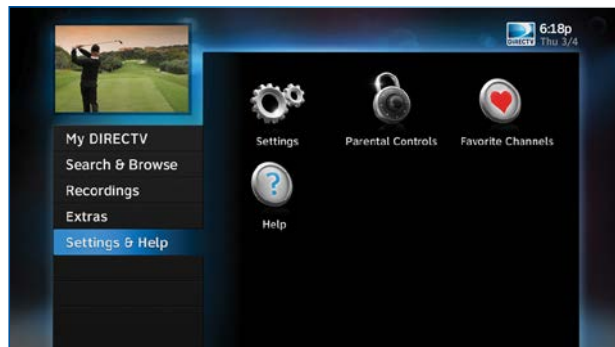 6:18p
DIRECTV Thu 3/4
My DIRECTV
Search & Browse
Recordings
Extras
Settings & Help
Settings
Parental Controls
Favorite Channels
?
Help